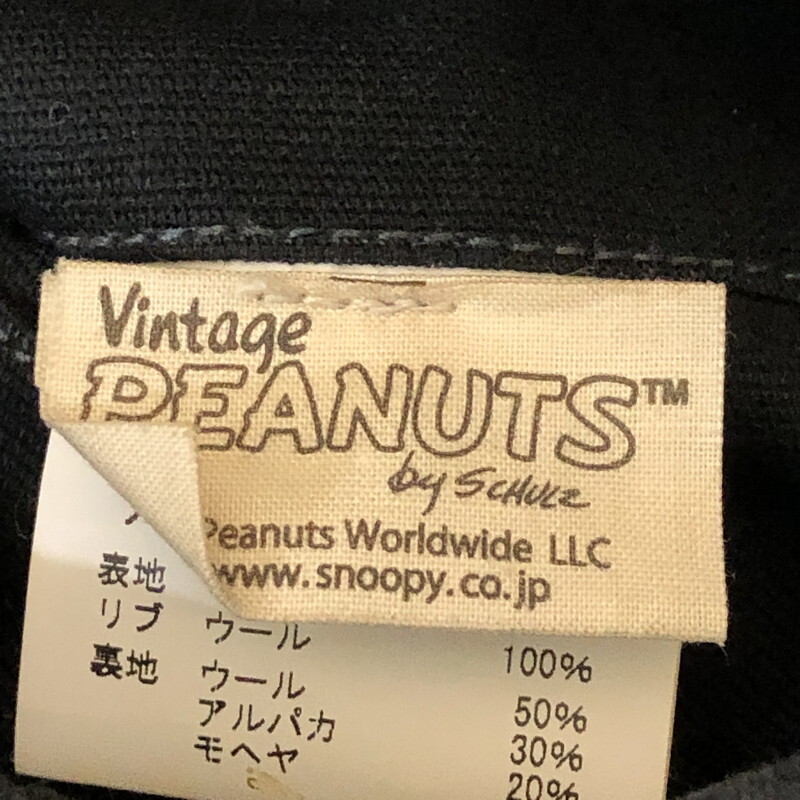 Vintage
PEANUTS™
by SCHULZ
Peanuts Worldwide LLC
www.snoopy.co.jp
表地
リブ ウール 100%
裏地 ウール 50%
アルパカ 30%
モヘヤ 20%